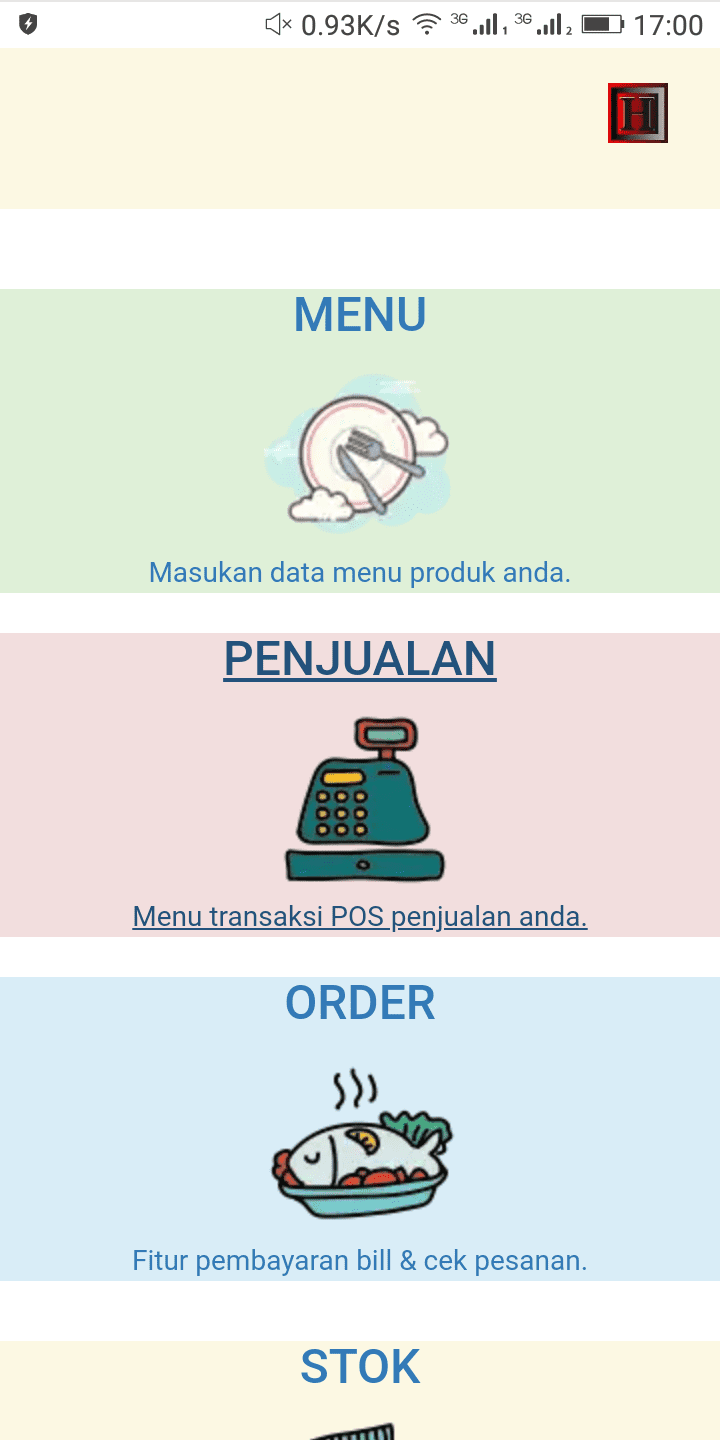 0.93K/s 3G 1 3G 2 17:00
H
MENU
Masukan data menu produk anda.
PENJUALAN
Menu transaksi POS penjualan anda.
ORDER
Fitur pembayaran bill & cek pesanan.
STOK